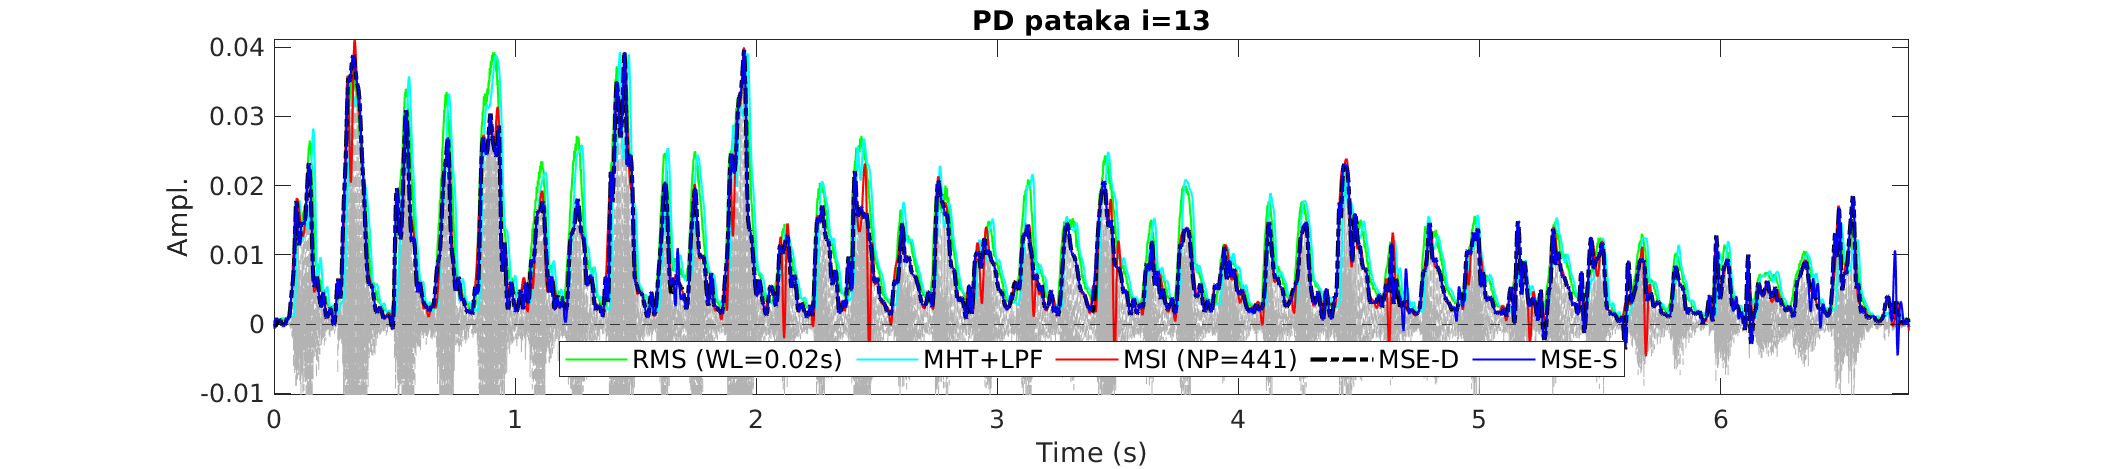 PD pataka i=13
0.04
0.03
0.02
0.01
0
-0.01
Ampl.
RMS (WL=0.02s) MHT+LPF MSI (NP=441) MSE-D MSE-S
0 1 2 3 4 5 6
Time (s)